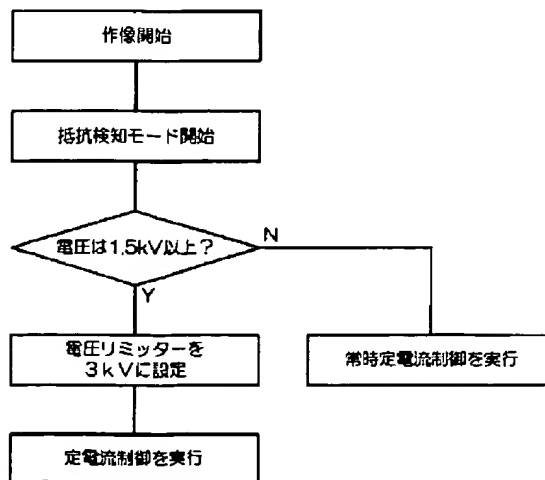 作像開始
抵抗検知モード開始
電圧は1.5kV以上?
N
Y
電圧リミッターを
3kVに設定
常時定電流制御を実行
定電流制御を実行